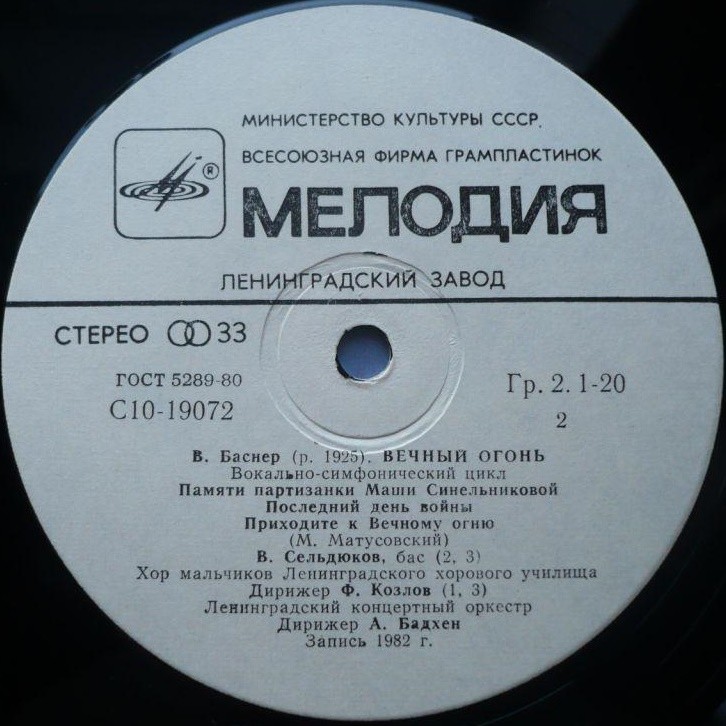 МИНИСТЕРСТВО КУЛЬТУРЫ СССР.
ВСЕСОЮЗНАЯ ФИРМА ГРАМПЛАСТИНОК
®
МЕЛОДИЯ
ЛЕНИНГРАДСКИЙ ЗАВОД
СТЕРЕО 33
ГОСТ 5289-80
Гр. 2. 1-20
С10-19072
2
В. Баснер (р. 1925). ВЕЧНЫЙ ОГОНЬ
Вокально-симфонический цикл
Памяти партизанки Маши Синельниковой
Последний день войны
Приходите к Вечному огню
(М. Матусовский)
В. Сельдюков, бас (2, 3)
Хор мальчиков Ленинградского хорового училища
Дирижер Ф. Козлов (1, 3)
Ленинградский концертный оркестр
Дирижер А. Бадхен
Запись 1982 г.